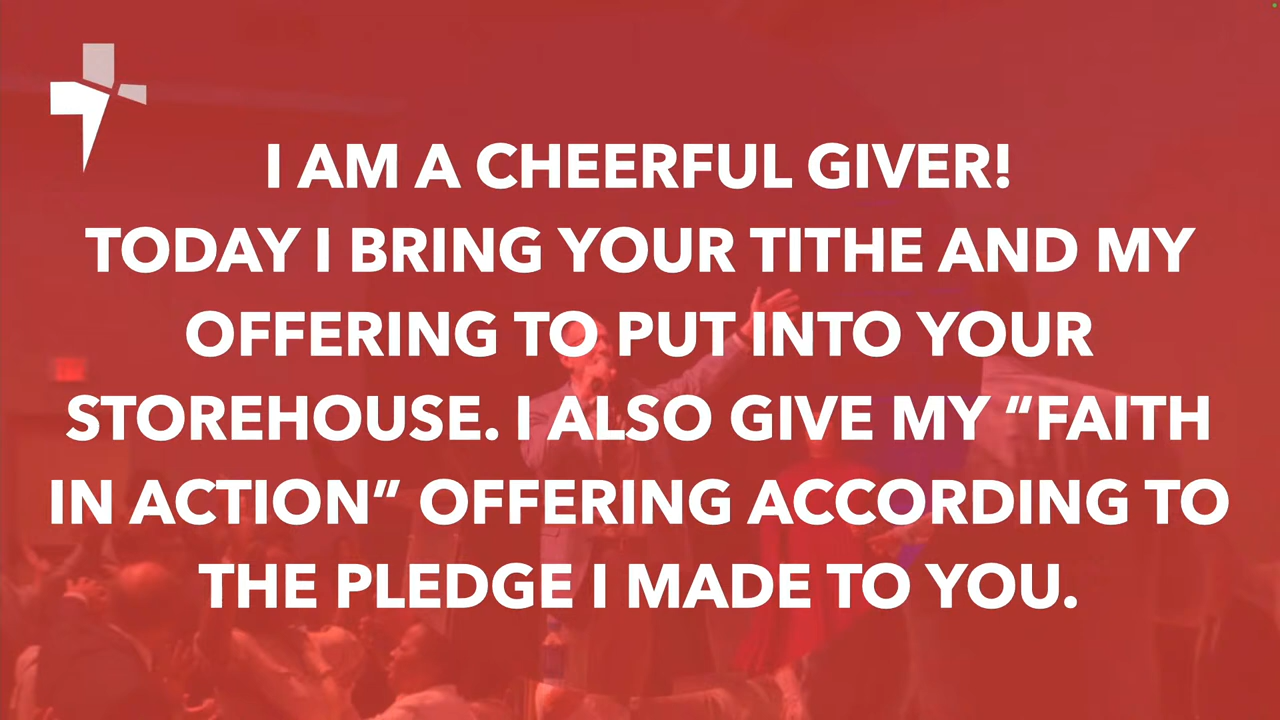 I AM A CHEERFUL GIVER!
TODAY I BRING YOUR TITHE AND MY
OFFERING TO PUT INTO YOUR
STOREHOUSE. I ALSO GIVE MY “FAITH
IN ACTION” OFFERING ACCORDING TO
THE PLEDGE I MADE TO YOU.